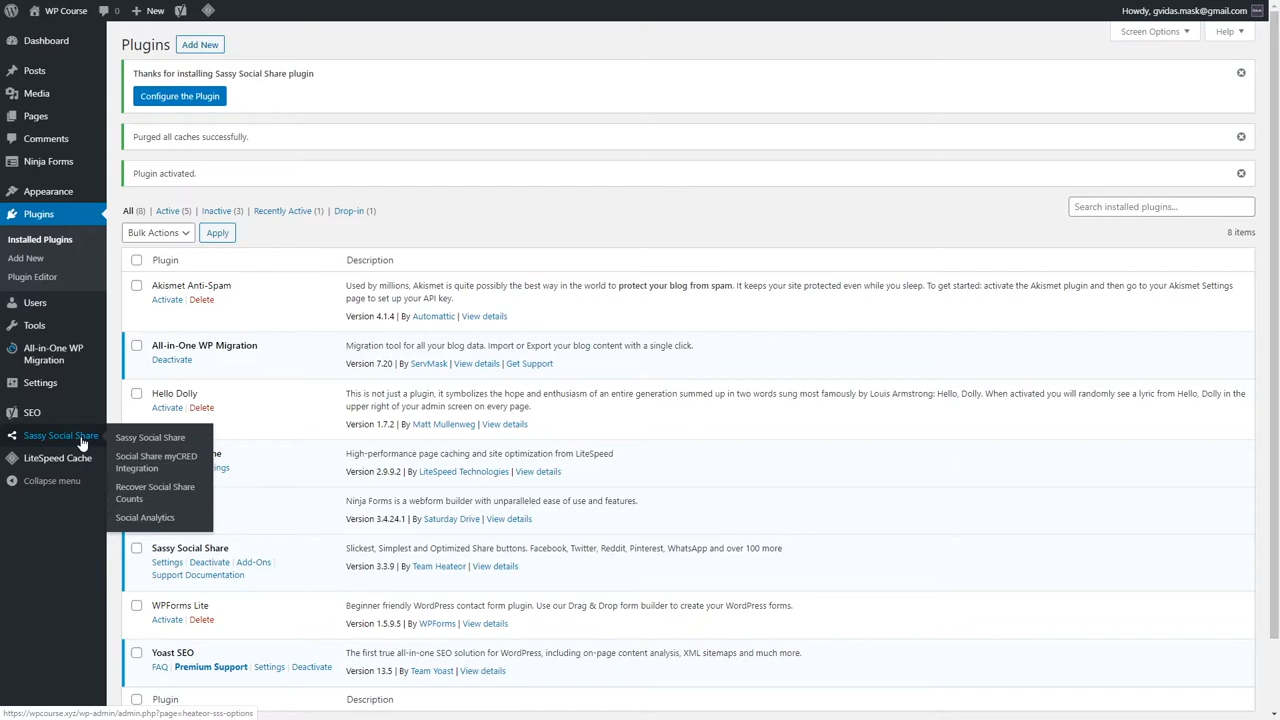 WP Course 0 New Howdy, gvidas.mask@gmail.com
Screen Options Help
Dashboard
Posts
Media
Pages
Comments
Ninja Forms
Appearance
Plugins
Installed Plugins
Add New
Plugin Editor
Users
Tools
All-in-One WP
Migration
Settings
SEO
Sassy Social Share
LiteSpeed Cache
Collapse menu
Sassy Social Share
Social Share myCRED
Integration
Recover Social Share
Counts
Social Analytics
Plugins Add New
Thanks for installing Sassy Social Share plugin
Configure the Plugin
Purged all caches successfully.
Plugin activated.
All (8) | Active (5) | Inactive (3) | Recently Active (1) | Drop-in (1)
Search installed plugins...
Bulk Actions Apply
8 items
Plugin Description
Akismet Anti-Spam
Activate | Delete
Used by millions, Akismet is quite possibly the best way in the world to protect your blog from spam. It keeps your site protected even while you sleep. To get started: activate the Akismet plugin and then go to your Akismet Settings
page to set up your API key.
Version 4.1.4 | By Automattic | View details
All-in-One WP Migration
Deactivate
Migration tool for all your blog data. Import or Export your blog content with a single click.
Version 7.20 | By ServMask | View details | Get Support
Hello Dolly
Activate | Delete
This is not just a plugin, it symbolizes the hope and enthusiasm of an entire generation summed up in two words sung most famously by Louis Armstrong: Hello, Dolly. When activated you will randomly see a lyric from Hello, Dolly in the
upper right of your admin screen on every page.
Version 1.7.2 | By Matt Mullenweg | View details
High-performance page caching and site optimization from LiteSpeed
Version 2.9.9.2 | By LiteSpeed Technologies | View details
Ninja Forms is a webform builder with unparalleled ease of use and features.
Version 3.4.24.1 | By Saturday Drive | View details
Sassy Social Share
Settings | Deactivate | Add-Ons |
Support Documentation
Slickest, Simplest and Optimized Share buttons. Facebook, Twitter, Reddit, Pinterest, WhatsApp and over 100 more
Version 3.3.9 | By Team Heateor | View details
WPForms Lite
Activate | Delete
Beginner friendly WordPress contact form plugin. Use our Drag & Drop form builder to create your WordPress forms.
Version 1.5.9.5 | By WPForms | View details
Yoast SEO
FAQ | Premium Support | Settings | Deactivate
The first true all-in-one SEO solution for WordPress, including on-page content analysis, XML sitemaps and much more.
Version 13.5 | By Team Yoast | View details
Plugin Description
https://wpcourse.xyz/wp-admin/admin.php?page=heateor-sss-options